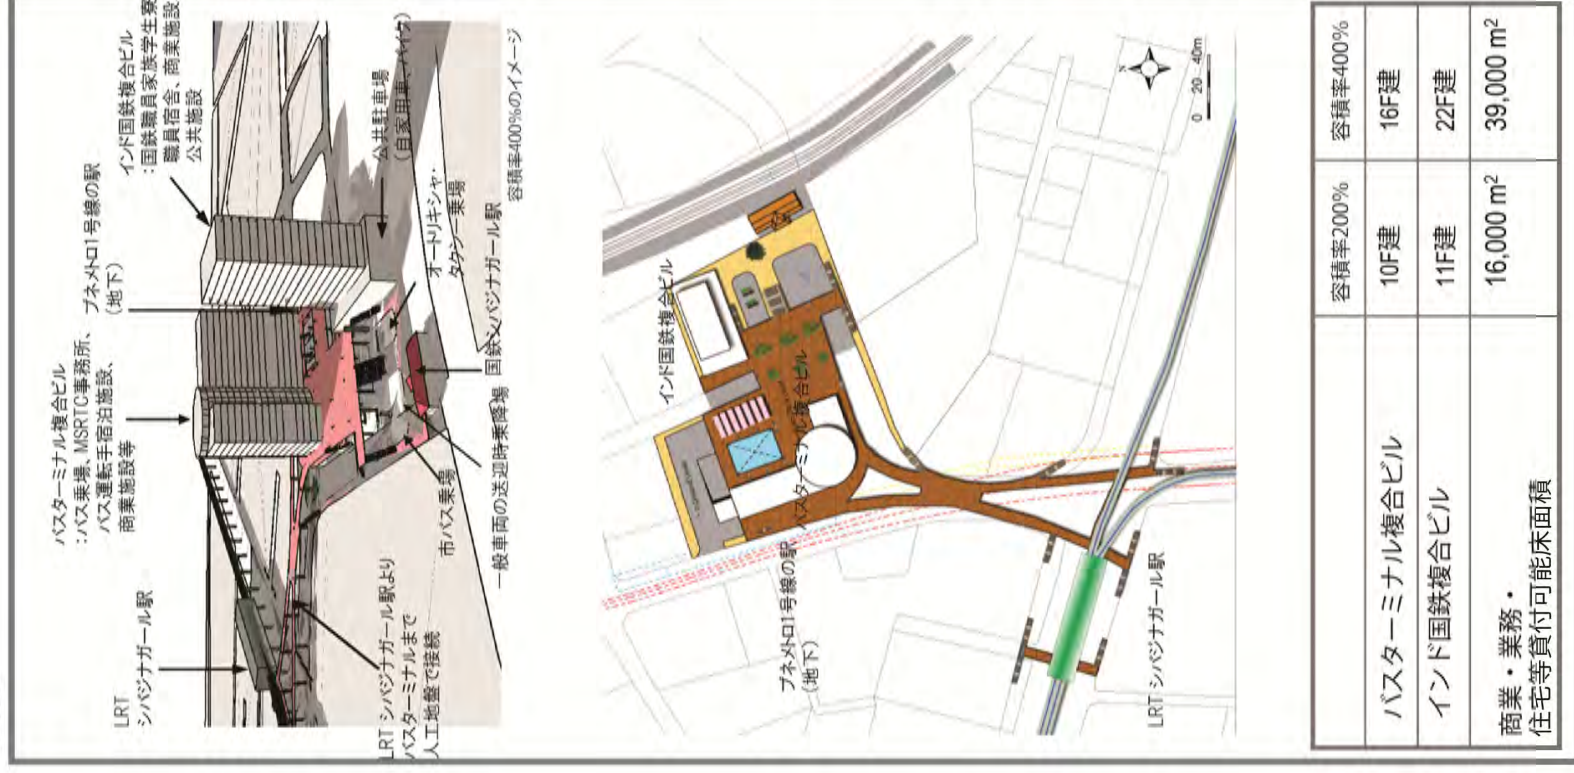 LRT
シバジナガール駅
バスターミナル複合ビル
：バス乗場、MSRTC事務所、
バス運転手宿泊施設、
商業施設等
プネメトロ1号線の駅
（地下）
インド国鉄複合ビル
：国鉄職員家族学生寮
職員宿舎、商業施設
公共施設
LRT シバジナガール駅より
バスターミナルまで
人工地盤で接続
市バス乗場
一般車両の送迎時乗降場
国鉄シバジナガール駅
オートリキシャ・
タクシー乗場
公共駐車場
（自家用車、バイク）
容積率400%のイメージ
インド国鉄複合ビル
バスターミナル複合ビル
プネメトロ1号線の駅
（地下）
LRT シバジナガール駅
N
0 20 40m
容積率200% 容積率400%
バスターミナル複合ビル 10F建 16F建
インド国鉄複合ビル 11F建 22F建
商業・業務・
住宅等貸付可能床面積 16,000 m² 39,000 m²